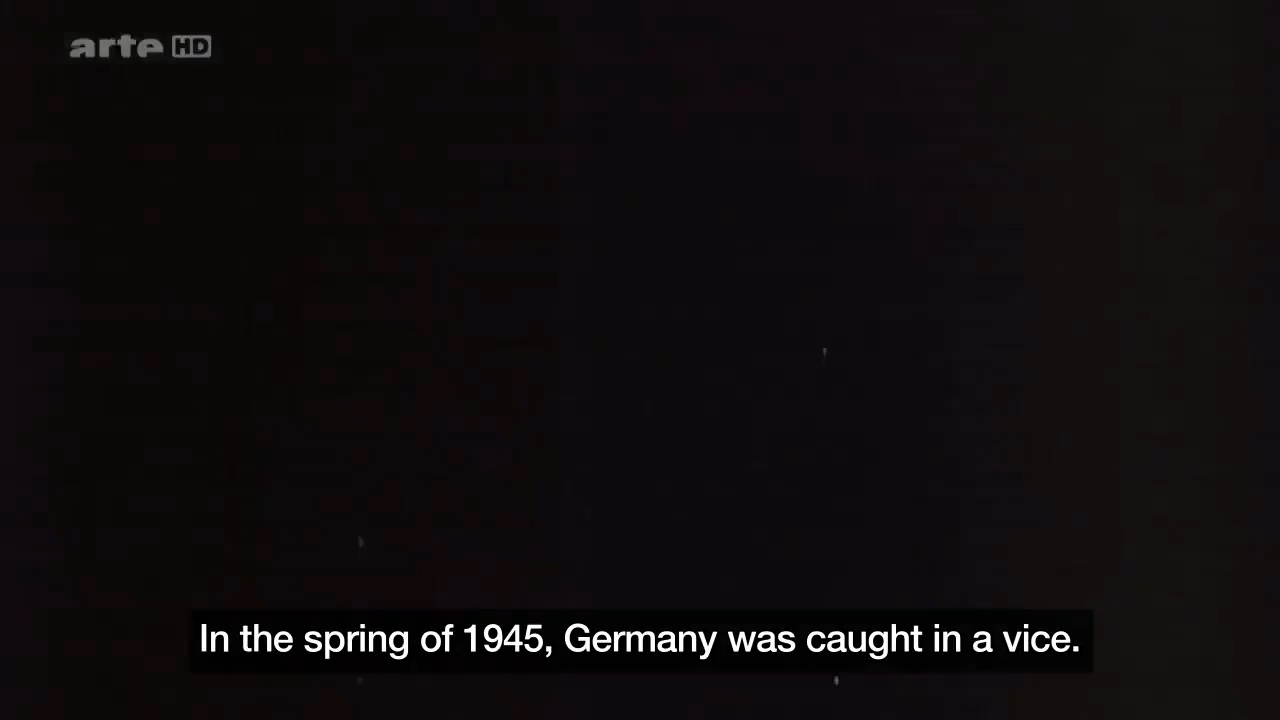 arte HD
In the spring of 1945, Germany was caught in a vice.